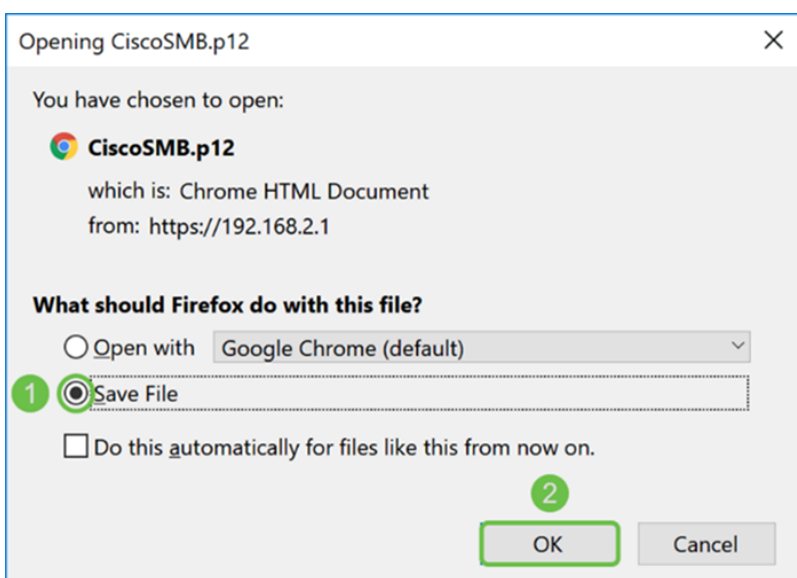 Opening CiscoSMB.p12
You have chosen to open:
CiscoSMB.p12
which is: Chrome HTML Document
from: https://192.168.2.1
What should Firefox do with this file?
Open with Google Chrome (default)
1 Save File
Do this automatically for files like this from now on.
2
OK Cancel